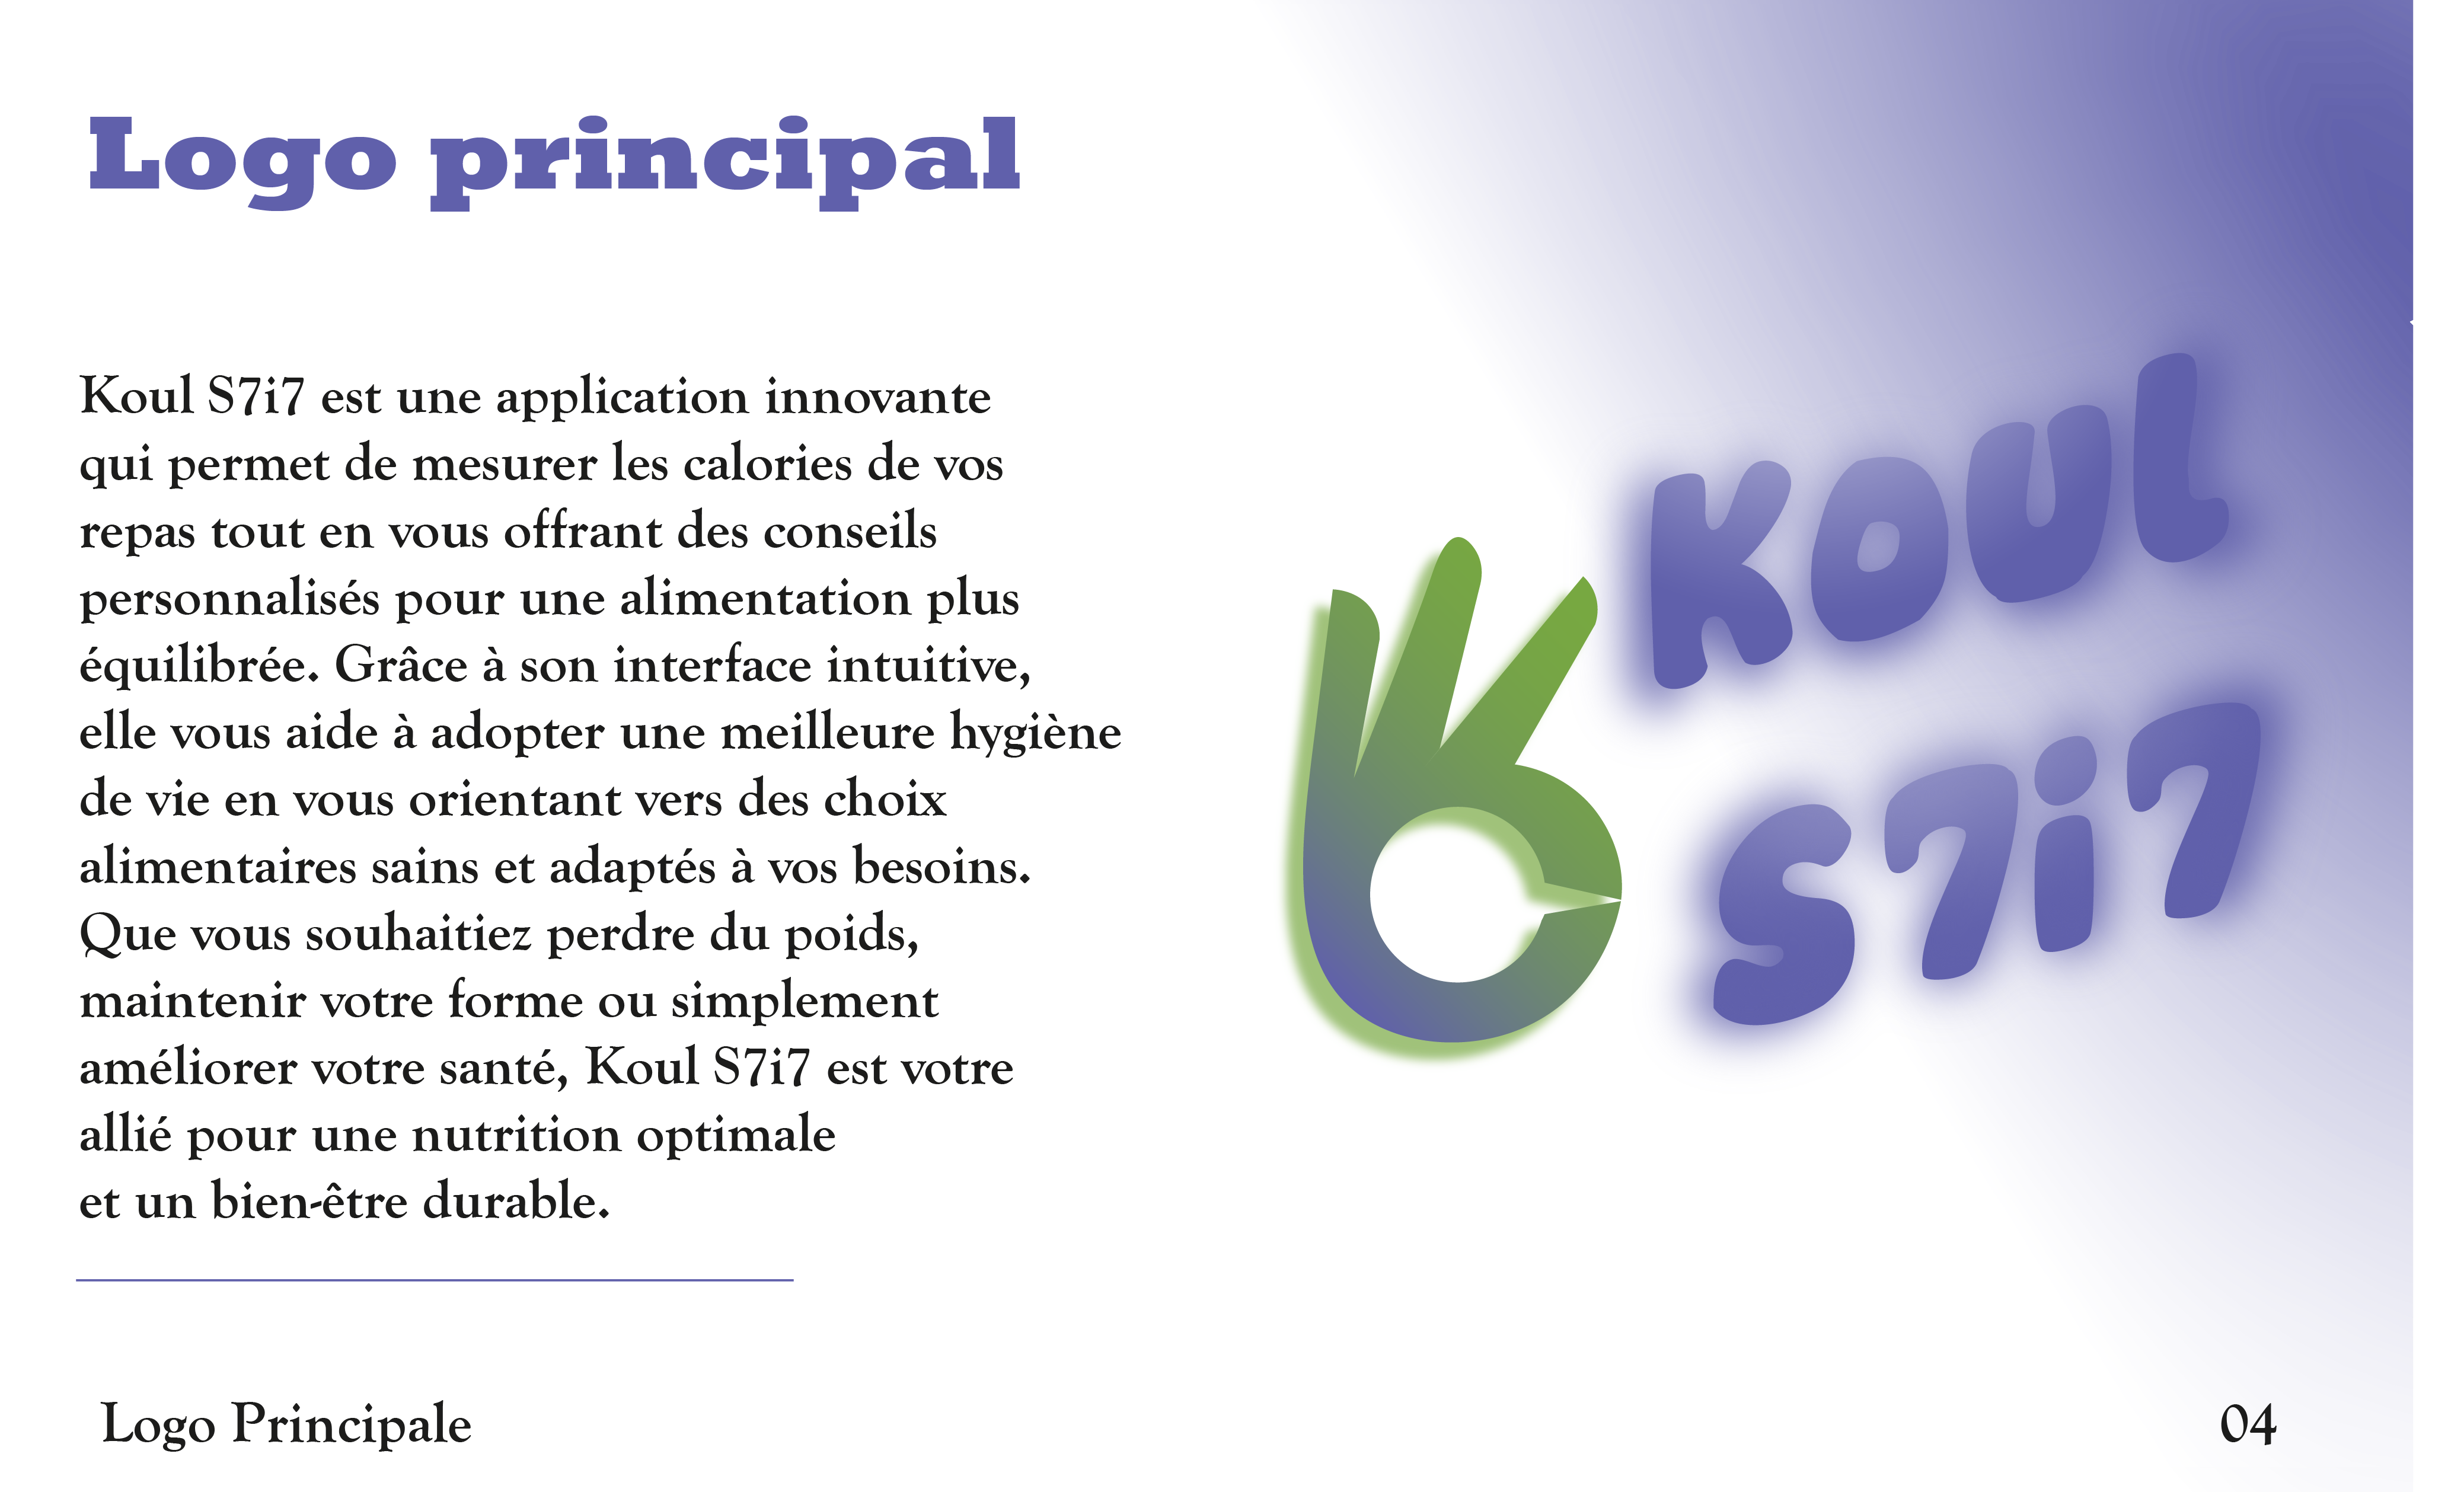 Logo principal
Koul S7i7 est une application innovante
qui permet de mesurer les calories de vos
repas tout en vous offrant des conseils
personnalisés pour une alimentation plus
équilibrée. Grâce à son interface intuitive,
elle vous aide à adopter une meilleure hygiène
de vie en vous orientant vers des choix
alimentaires sains et adaptés à vos besoins.
Que vous souhaitiez perdre du poids,
maintenir votre forme ou simplement
améliorer votre santé, Koul S7i7 est votre
allié pour une nutrition optimale
et un bien-être durable.
KOUL
S7i7
Logo Principale
04